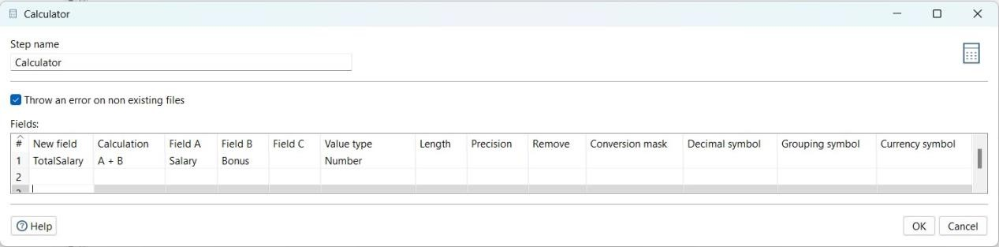 Calculator
Step name
Calculator
Throw an error on non existing files
Fields:
# New field Calculation Field A Field B Field C Value type Length Precision Remove Conversion mask Decimal symbol Grouping symbol Currency symbol
1 TotalSalary A + B Salary Bonus Number
2
Help OK Cancel